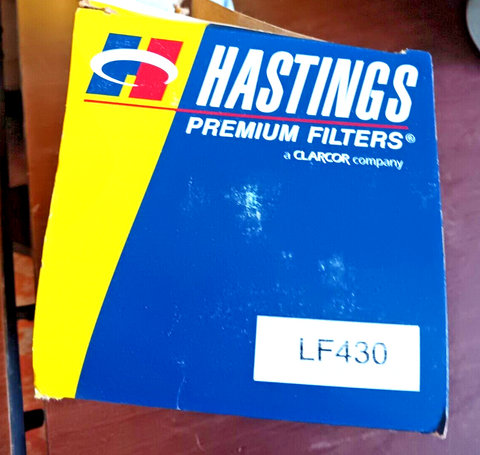 H
HASTINGS
PREMIUM FILTERS®
a CLARCOR company
LF430